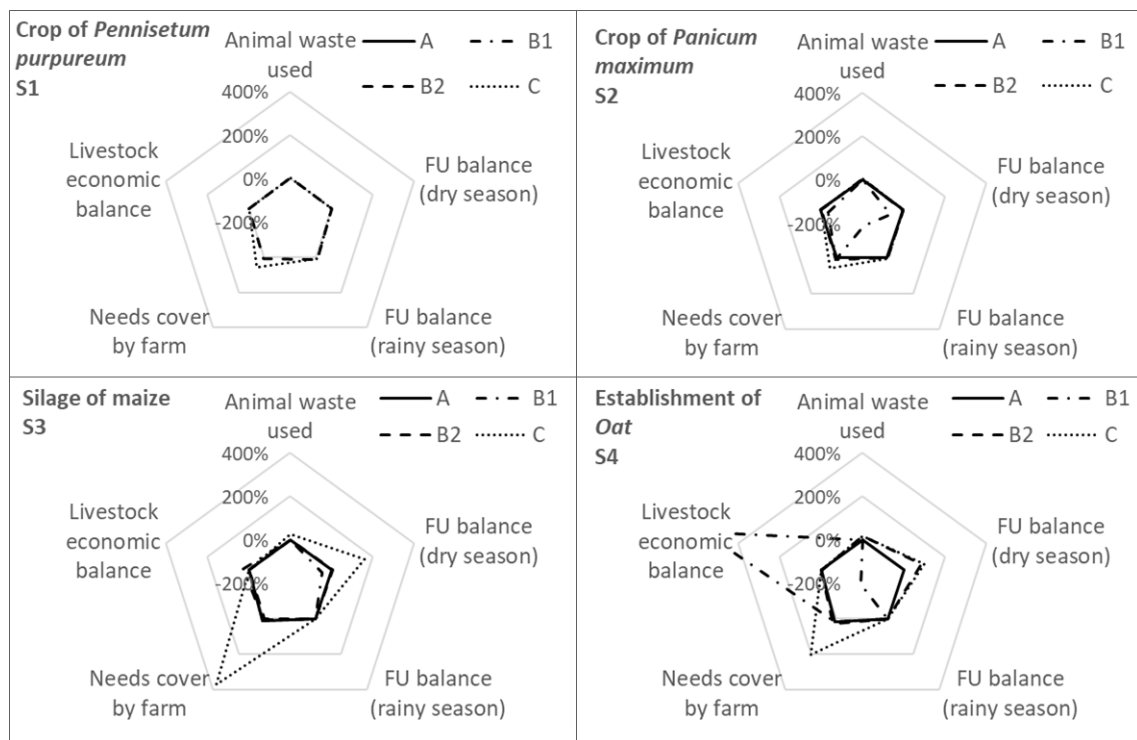 Crop of Pennisetum
purpureum
S1
A B1
B2 C
Animal waste
used
400%
200%
0%
-200%
FU balance
(dry season)
FU balance
(rainy season)
Needs cover
by farm
Livestock
economic
balance
Crop of Panicum
maximum
S2
A B1
B2 C
Animal waste
used
400%
200%
0%
-200%
FU balance
(dry season)
FU balance
(rainy season)
Needs cover
by farm
Livestock
economic
balance
Silage of maize
S3
A B1
B2 C
Animal waste
used
400%
200%
0%
-200%
FU balance
(dry season)
FU balance
(rainy season)
Needs cover
by farm
Livestock
economic
balance
Establishment of
Oat
S4
A B1
B2 C
Animal waste
used
400%
200%
0%
-200%
FU balance
(dry season)
FU balance
(rainy season)
Needs cover
by farm
Livestock
economic
balance